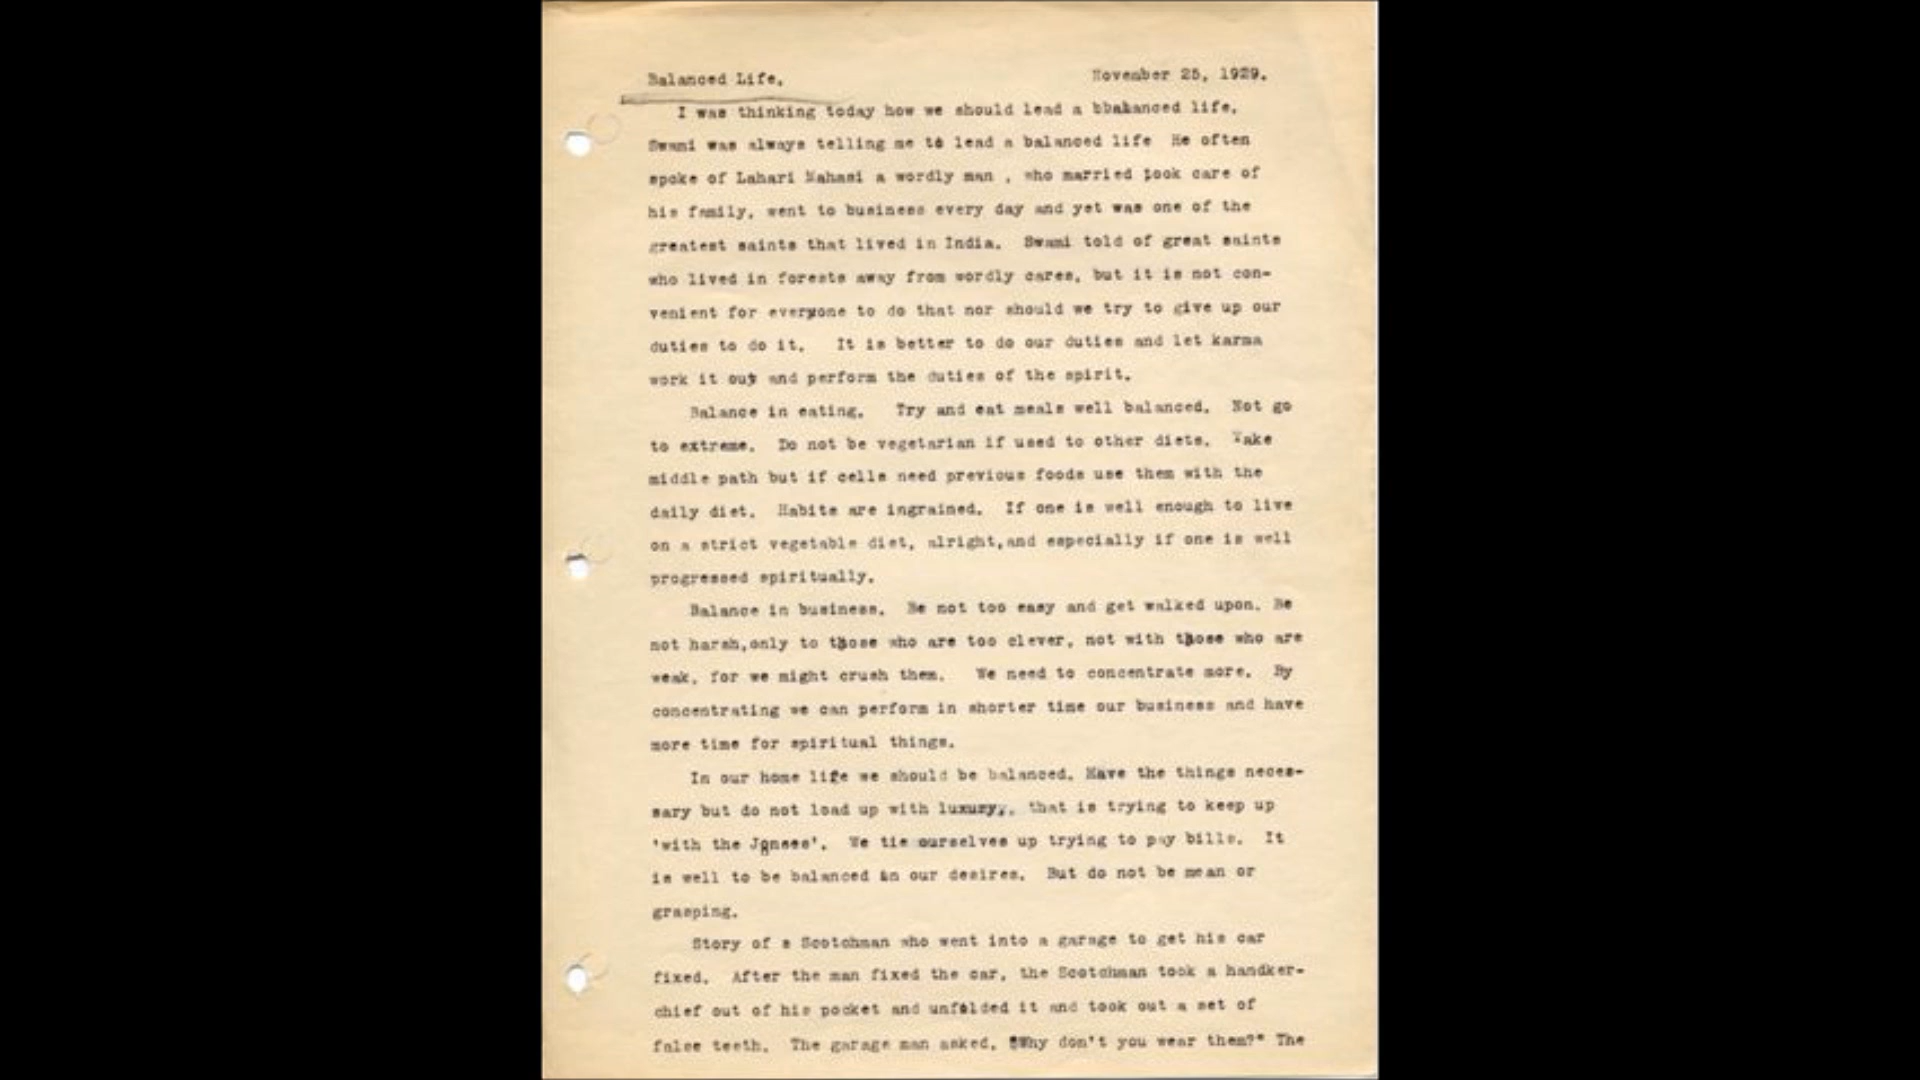 Balanced Life. November 25, 1929.
I was thinking today how we should lead a bbahanced life.
Swami was always telling me to lead a balanced life He often
spoke of Lahari Mahasi a wordly man , who married took care of
his family, went to business every day and yet was one of the
greatest saints that lived in India. Swami told of great saints
who lived in forests away from wordly cares, but it is not con-
venient for everyone to do that nor should we try to give up our
duties to do it. It is better to do our duties and let karma
work it out and perform the duties of the spirit.
Balance in eating. Try and eat meals well balanced. Not go
to extreme. Do not be vegetarian if used to other diets. Take
middle path but if cells need previous foods use them with the
daily diet. Habits are ingrained. If one is well enough to live
on a strict vegetable diet, alright,and especially if one is well
progressed spiritually.
Balance in business. Be not too easy and get walked upon. Be
not harsh,only to those who are too clever, not with those who are
weak, for we might crush them. We need to concentrate more. By
concentrating we can perform in shorter time our business and have
more time for spiritual things.
In our home life we should be balanced. Have the things neces-
sary but do not load up with luxury,. that is trying to keep up
'with the Jonses'. We tie ourselves up trying to pay bills. It
is well to be balanced in our desires. But do not be mean or
grasping.
Story of a Scotchman who went into a garage to get his car
fixed. After the man fixed the car, the Scotchman took a handker-
chief out of his pocket and unfolded it and took out a set of
false teeth. The garage man asked, "Why don't you wear them?" The